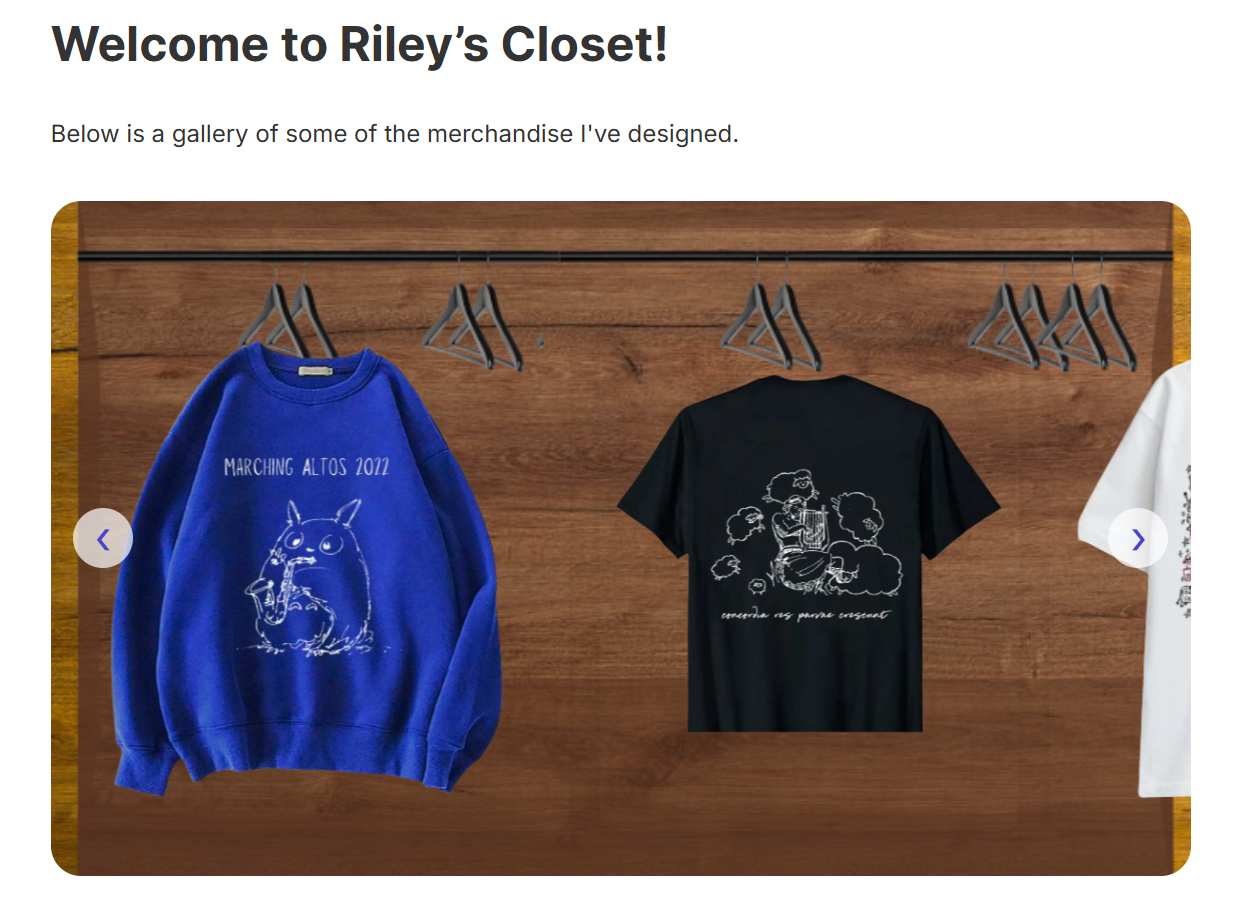 Welcome to Riley’s Closet!
Below is a gallery of some of the merchandise I've designed.
MARCHING ALTOS 2022
concordia res parvae crescunt